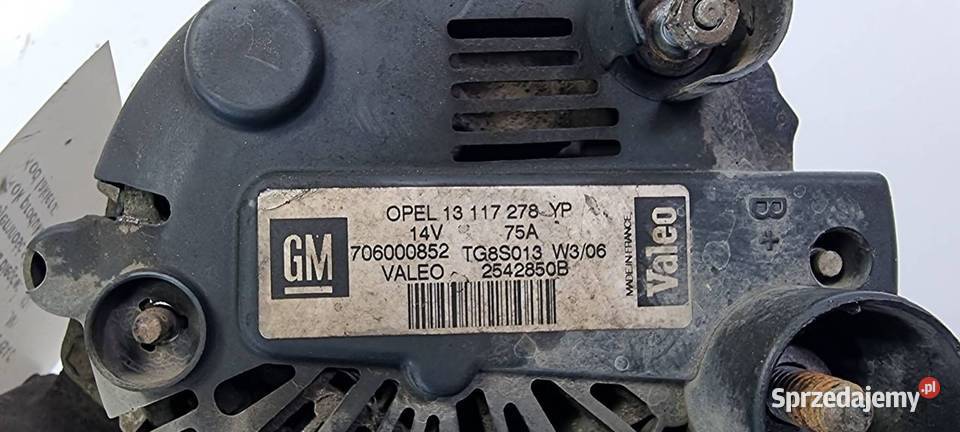 GM
OPEL 13 117 278 YP
14V 75A
706000852 TG8S013 W3/06
VALEO 2542850B
MADE IN FRANCE
Valeo
B+
Sprzedajemy.pl